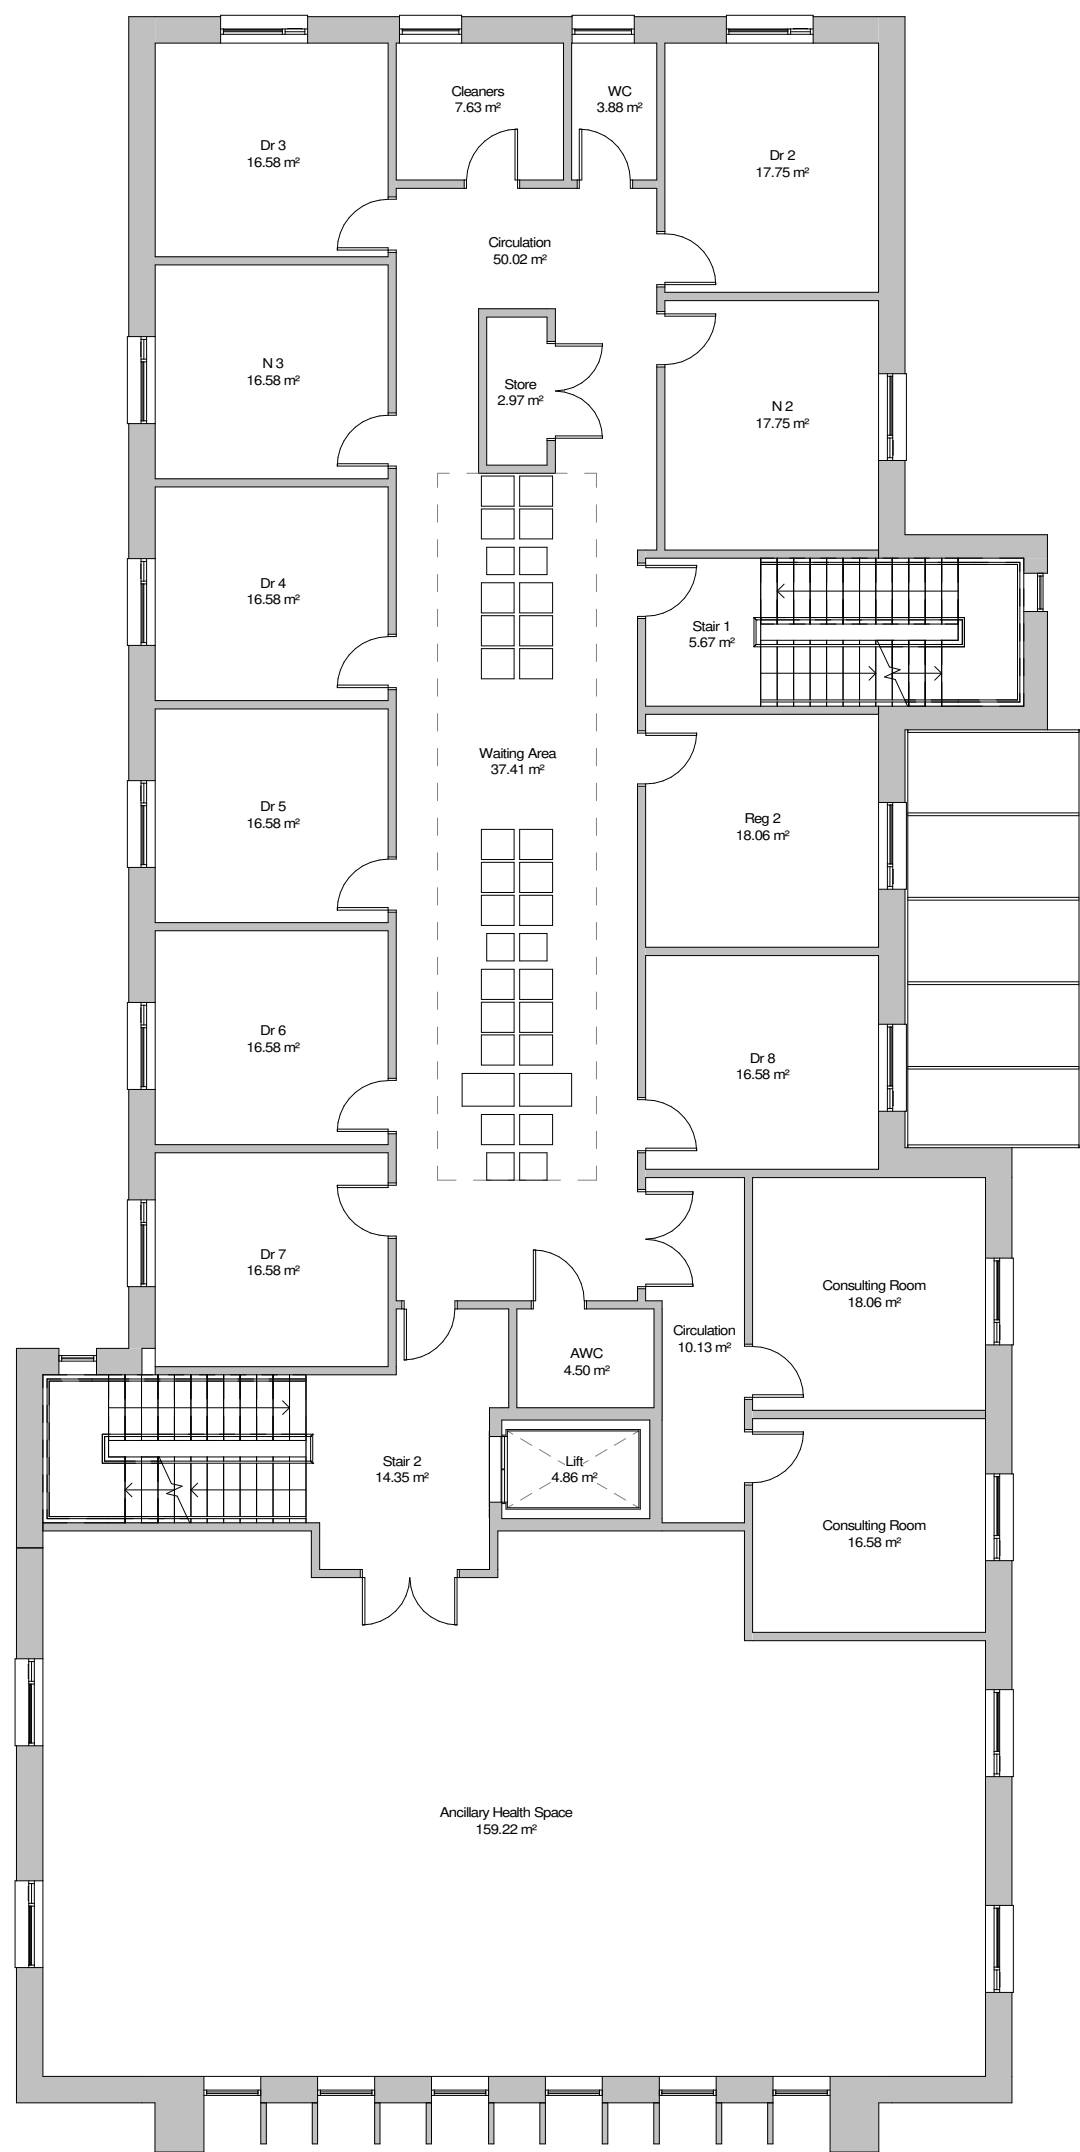 Cleaners
7.63 m²
WC
3.88 m²
Dr 3
16.58 m²
Dr 2
17.75 m²
Circulation
50.02 m²
N 3
16.58 m²
Store
2.97 m²
N 2
17.75 m²
Dr 4
16.58 m²
Stair 1
5.67 m²
Waiting Area
37.41 m²
Dr 5
16.58 m²
Reg 2
18.06 m²
Dr 6
16.58 m²
Dr 8
16.58 m²
Dr 7
16.58 m²
Consulting Room
18.06 m²
Circulation
10.13 m²
AWC
4.50 m²
Stair 2
14.35 m²
Lift
4.86 m²
Consulting Room
16.58 m²
Ancillary Health Space
159.22 m²